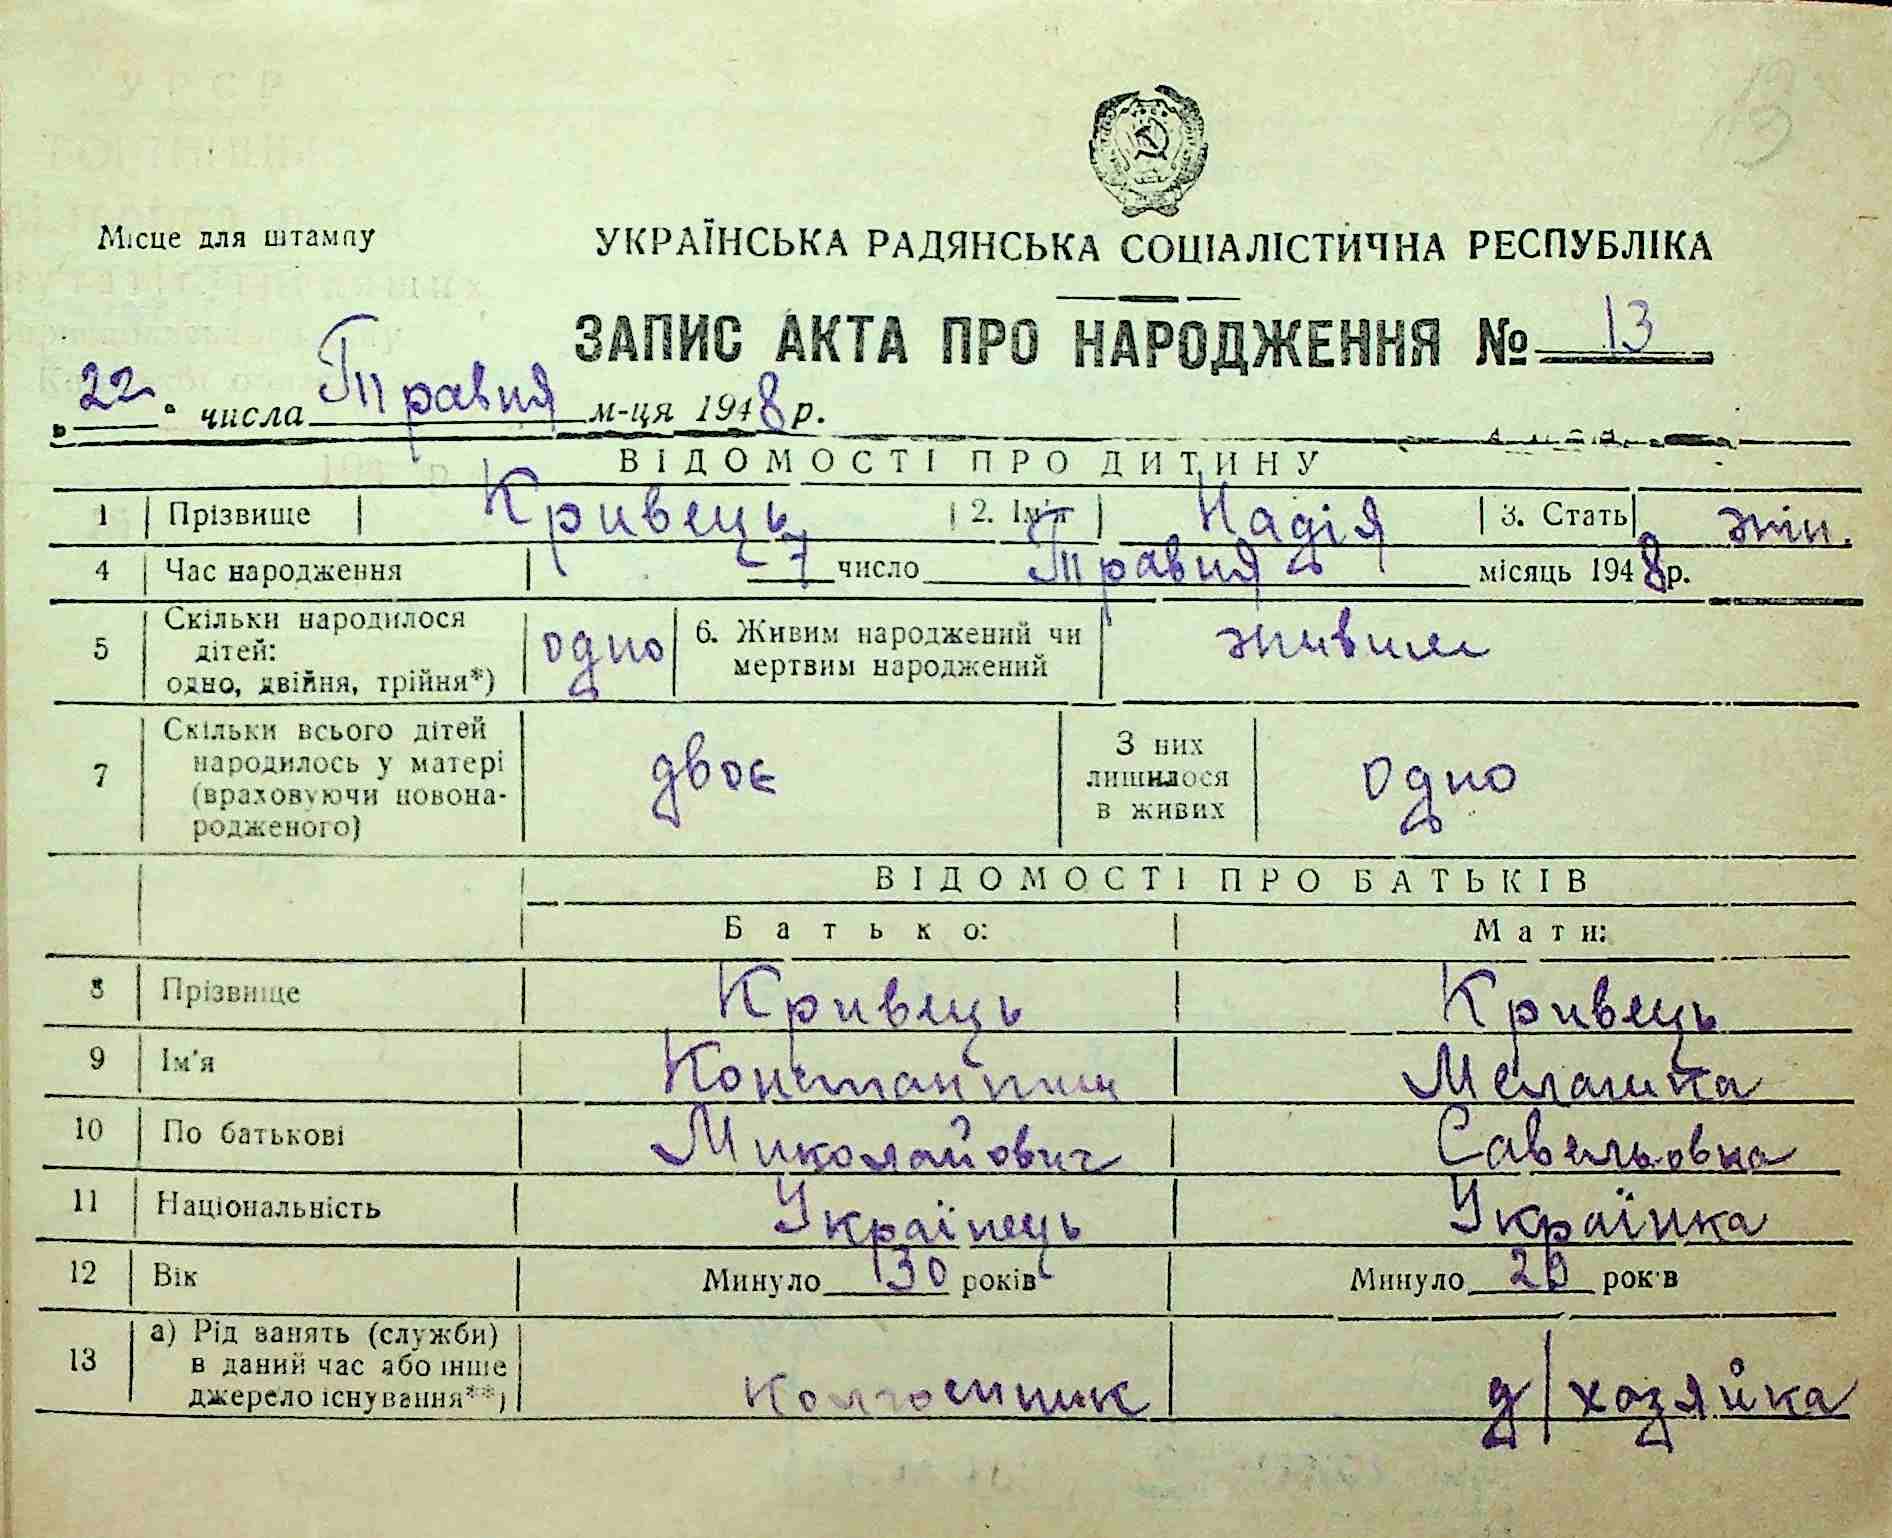 13
Місце для штампу
УКРАЇНСЬКА РАДЯНСЬКА СОЦІАЛІСТИЧНА РЕСПУБЛІКА
ЗАПИС АКТА ПРО НАРОДЖЕННЯ № 13
„22“ числа Травня м-ця 1948 р.
ВІДОМОСТІ ПРО ДИТИНУ
1 Прізвище Кривець 2. Ім'я Надія 3. Стать жін.
4 Час народження 7 число Травня місяць 1948 р.
5 Скільки народилося дітей: одно, двійня, трійня*) одно 6. Живим народжений чи мертвим народжений живим
7 Скільки всього дітей народилось у матері (враховуючи новонародженого) двоє З них лишилося в живих одно
ВІДОМОСТІ ПРО БАТЬКІВ
Батько: Мати:
8 Прізвище Кривець Кривець
9 Ім'я Константин Мелашка
10 По батькові Миколайович Савельовна
11 Національність Українець Українка
12 Вік Минуло 30 років Минуло 29 років
13 а) Рід занять (служби) в даний час або інше джерело існування**) колгоспник д/хозяйка